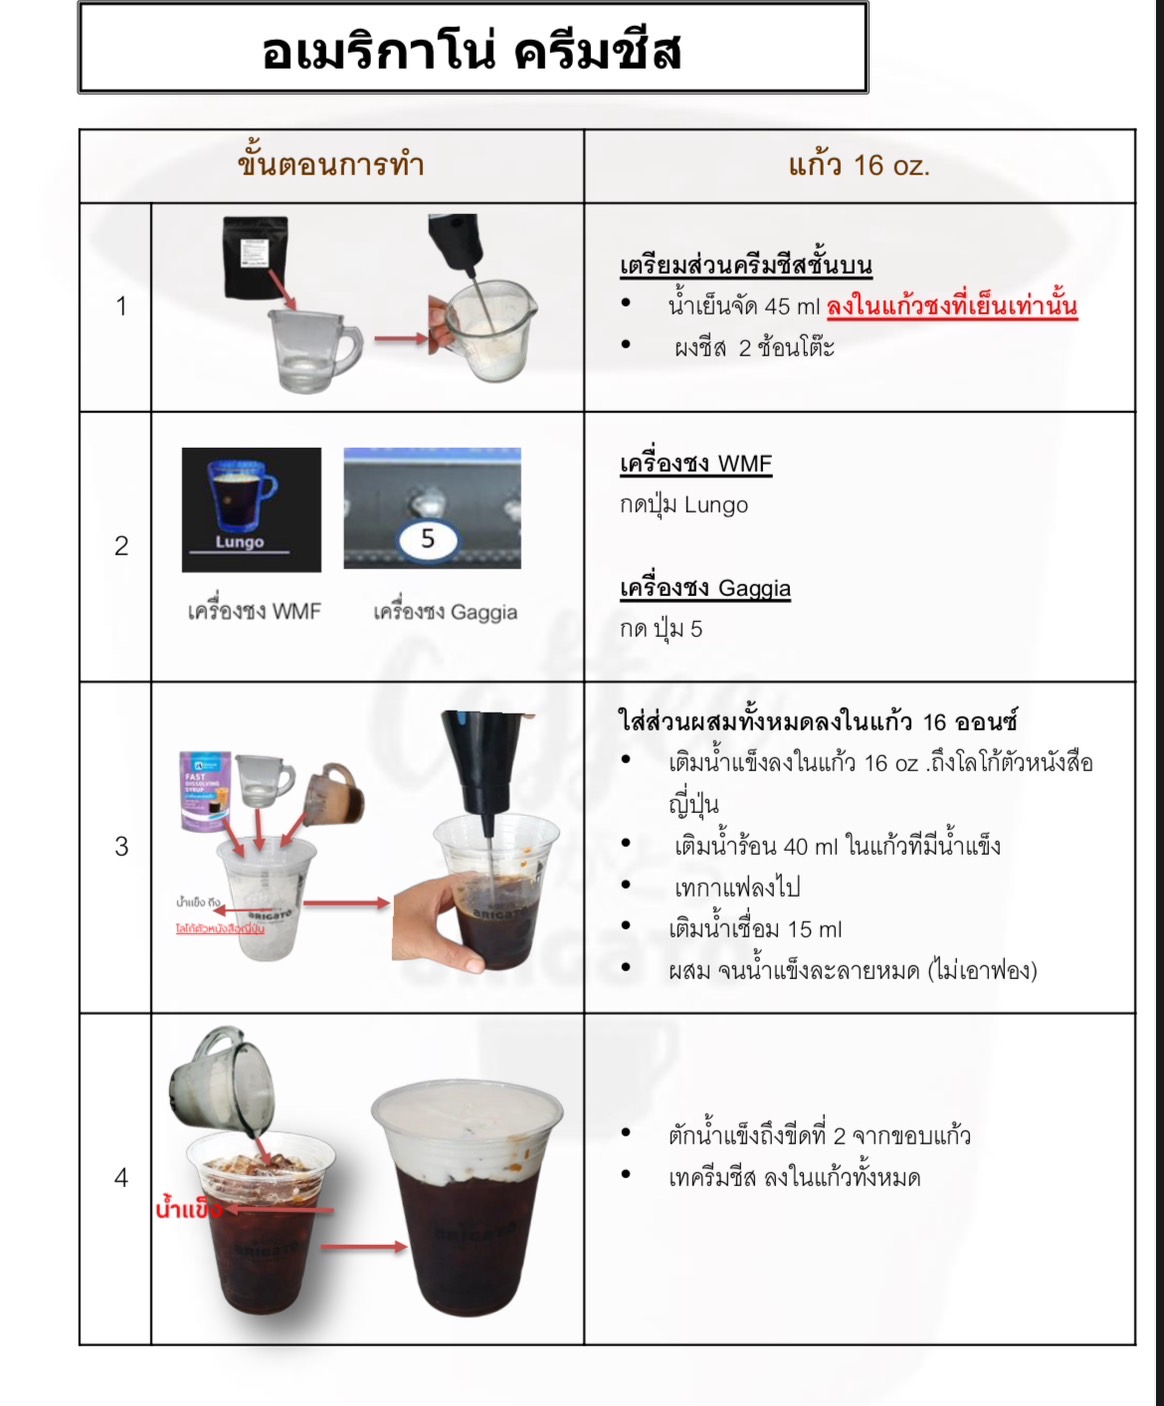 อเมริกาโน่ ครีมชีส
ขั้นตอนการทำ
แก้ว 16 oz.
1
เตรียมส่วนครีมชีสชั้นบน
• น้ำเย็นจัด 45 ml ลงในแก้วชงที่เย็นเท่านั้น
• ผงชีส 2 ช้อนโต๊ะ
2
Lungo
5
เครื่องชง WMF
เครื่องชง Gaggia
เครื่องชง WMF
กดปุ่ม Lungo
เครื่องชง Gaggia
กด ปุ่ม 5
3
FAST
DISSOLVING
SYRUP
น้ำแข็ง ถึง
โลโก้ตัวหนังสือญี่ปุ่น
ARIGATO
ARIGATO
ใส่ส่วนผสมทั้งหมดลงในแก้ว 16 ออนซ์
• เติมน้ำแข็งลงในแก้ว 16 oz .ถึงโลโก้ตัวหนังสือ
ญี่ปุ่น
• เติมน้ำร้อน 40 ml ในแก้วทีมีน้ำแข็ง
• เทกาแฟลงไป
• เติมน้ำเชื่อม 15 ml
• ผสม จนน้ำแข็งละลายหมด (ไม่เอาฟอง)
4
น้ำแข็ง
ARIGATO
ARIGATO
• ตักน้ำแข็งถึงขีดที่ 2 จากขอบแก้ว
• เทครีมชีส ลงในแก้วทั้งหมด
Coffee
ARIGATO